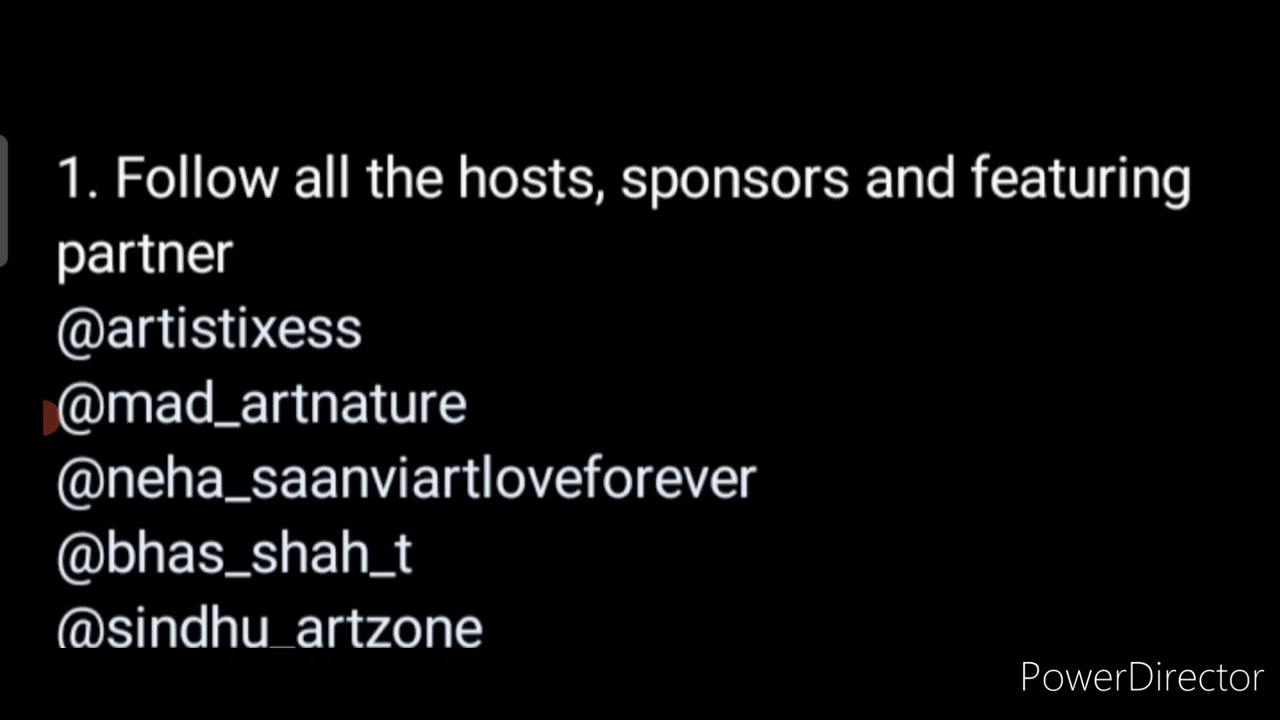 1. Follow all the hosts, sponsors and featuring
partner
@artistixess
@mad_artnature
@neha_saanviartloveforever
@bhas_shah_t
@sindhu_artzone
PowerDirector